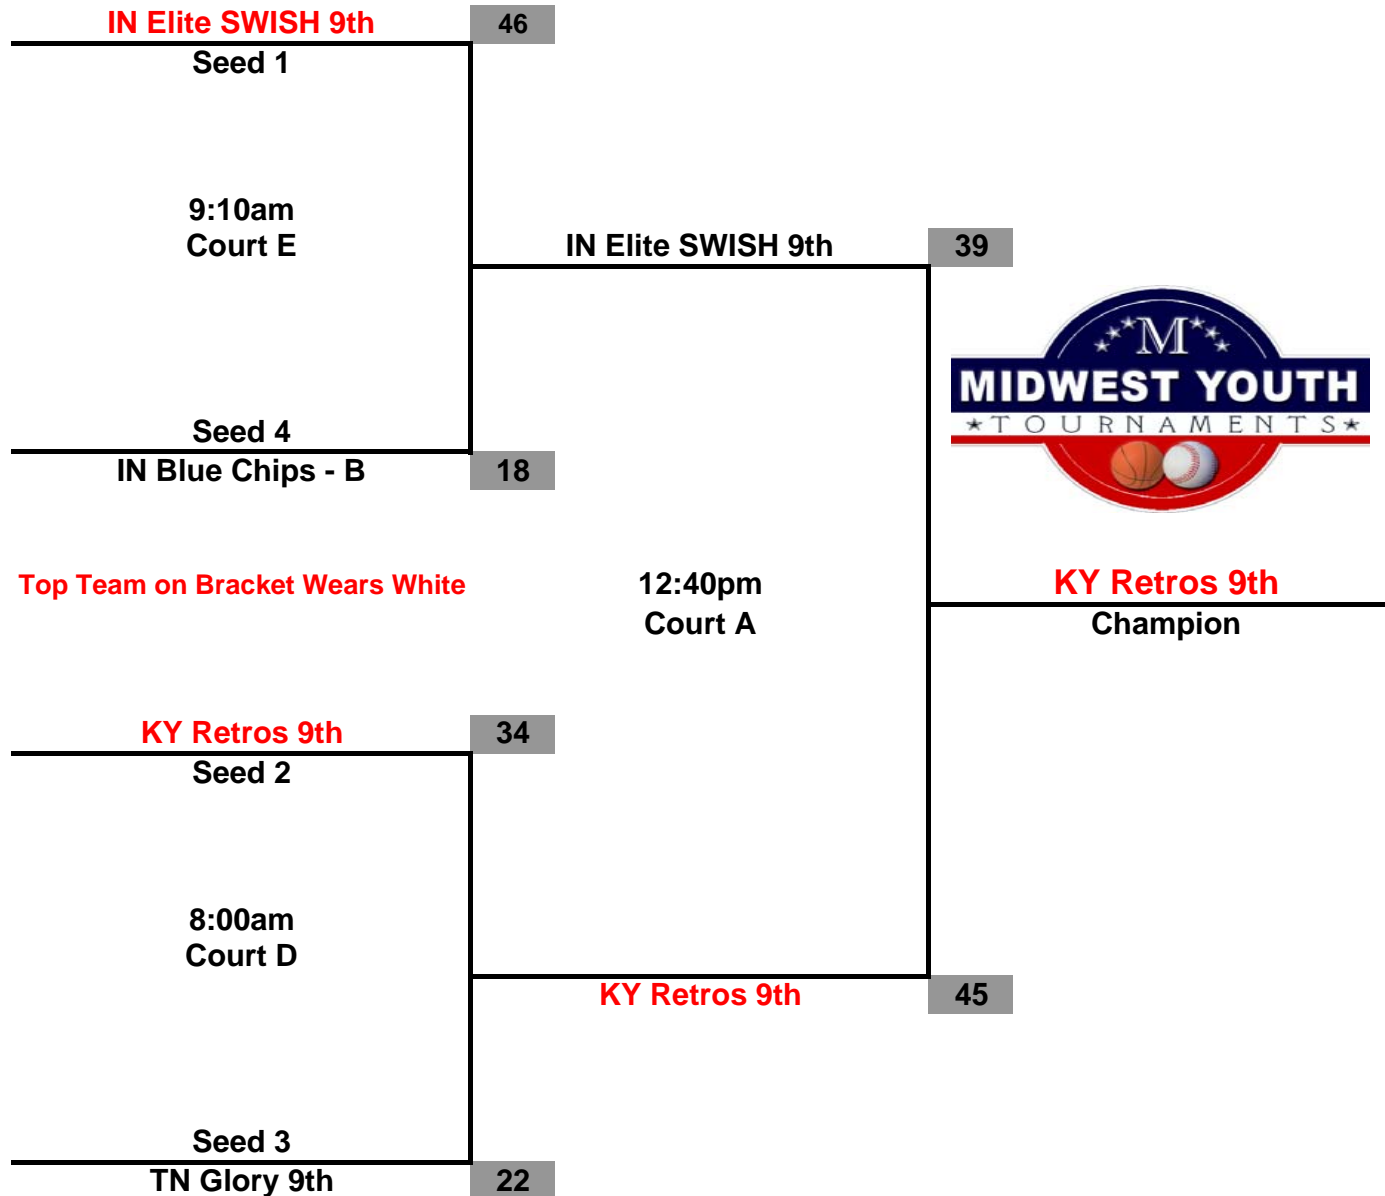 IN Elite SWISH 9th 46
Seed 1
9:10am
Court E
IN Elite SWISH 9th 39
M
MIDWEST YOUTH
TOURNAMENTS
Seed 4
IN Blue Chips - B 18
Top Team on Bracket Wears White
12:40pm
Court A
KY Retros 9th
Champion
KY Retros 9th 34
Seed 2
8:00am
Court D
KY Retros 9th 45
Seed 3
TN Glory 9th 22